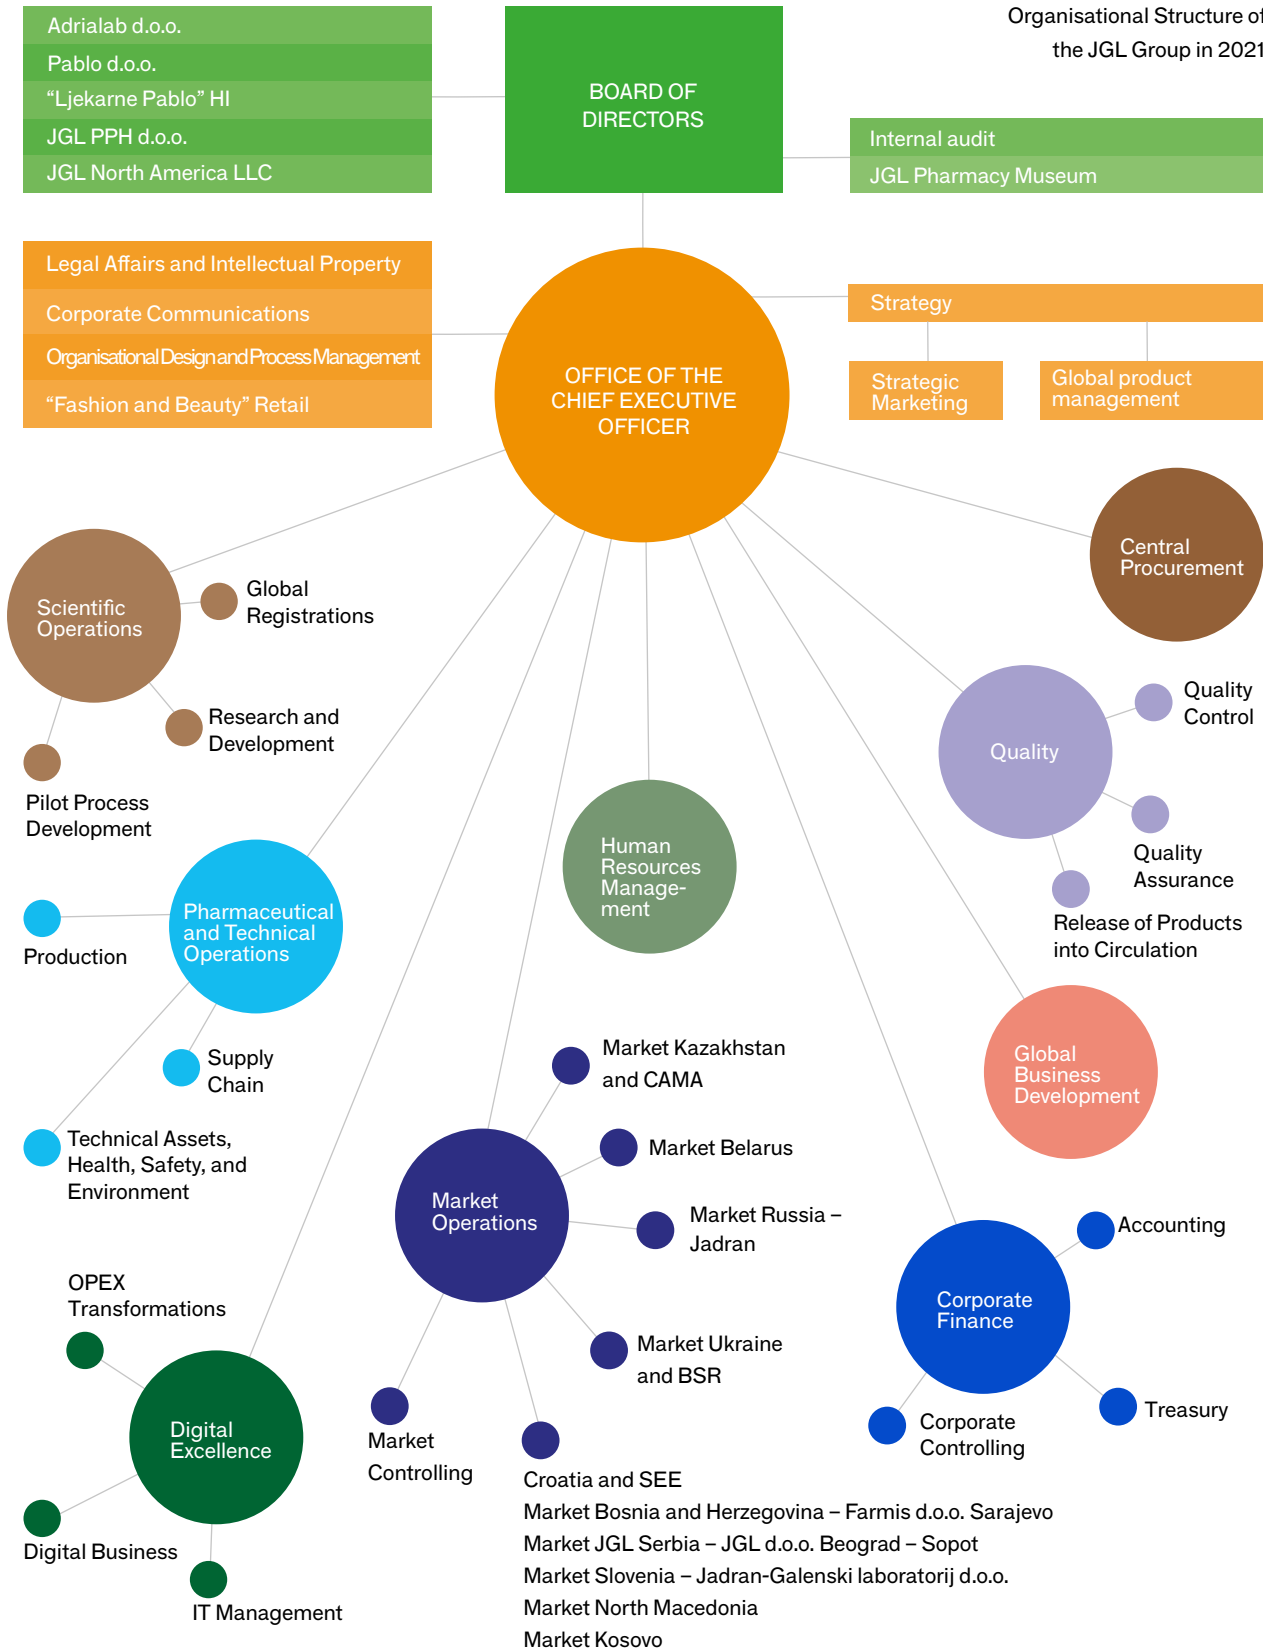 Organisational Structure of
the JGL Group in 2021
Adrialab d.o.o.
Pablo d.o.o.
“Ljekarne Pablo” HI
JGL PPH d.o.o.
JGL North America LLC
BOARD OF
DIRECTORS
Internal audit
JGL Pharmacy Museum
Legal Affairs and Intellectual Property
Corporate Communications
Organisational Design and Process Management
“Fashion and Beauty” Retail
OFFICE OF THE
CHIEF EXECUTIVE
OFFICER
Strategy
Strategic
Marketing
Global product
management
Central
Procurement
Scientific
Operations
Global
Registrations
Research and
Development
Pilot Process
Development
Quality
Quality
Control
Quality
Assurance
Release of Products
into Circulation
Human
Resources
Manage-
ment
Pharmaceutical
and Technical
Operations
Production
Supply
Chain
Technical Assets,
Health, Safety, and
Environment
Global
Business
Development
Market
Operations
Market Kazakhstan
and CAMA
Market Belarus
Market Russia –
Jadran
Market Ukraine
and BSR
Market
Controlling
Croatia and SEE
Market Bosnia and Herzegovina – Farmis d.o.o. Sarajevo
Market JGL Serbia – JGL d.o.o. Beograd – Sopot
Market Slovenia – Jadran-Galenski laboratorij d.o.o.
Market North Macedonia
Market Kosovo
Corporate
Finance
Accounting
Treasury
Corporate
Controlling
OPEX
Transformations
Digital
Excellence
Digital Business
IT Management